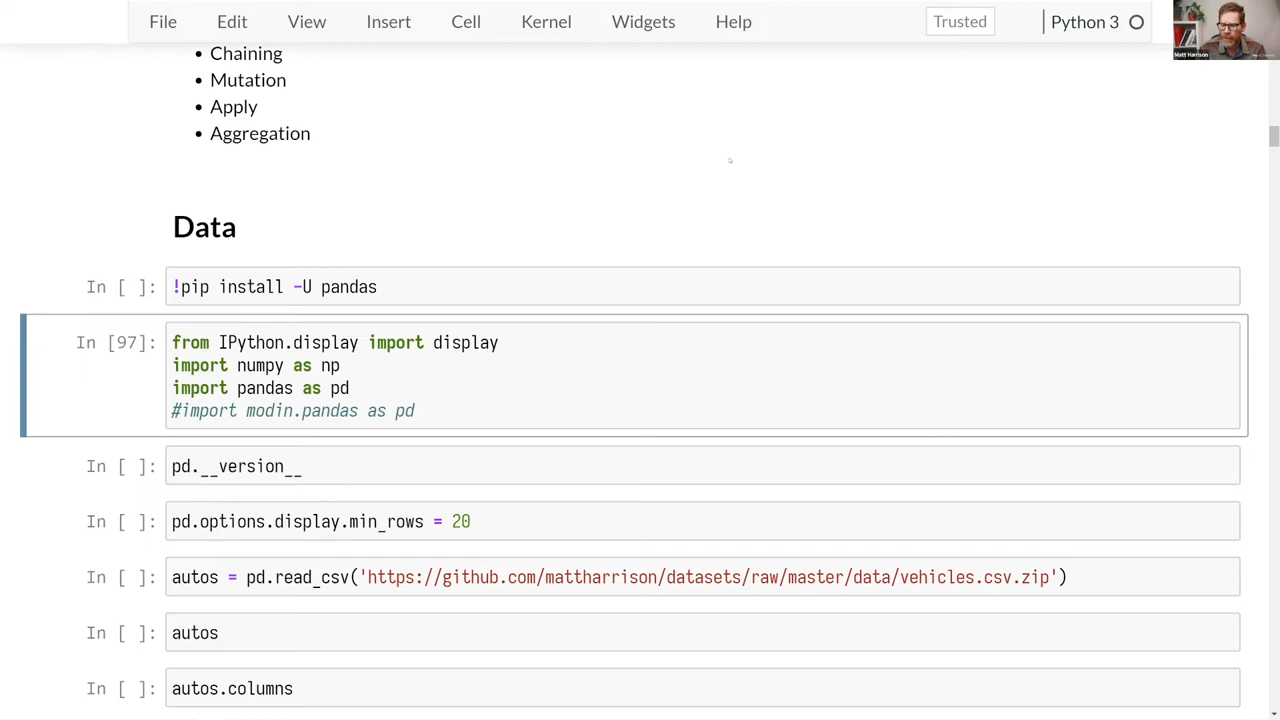 File Edit View Insert Cell Kernel Widgets Help Trusted Python 3
Matt Harrison
• Chaining
• Mutation
• Apply
• Aggregation
Data
In [ ]: !pip install -U pandas
In [97]: from IPython.display import display
import numpy as np
import pandas as pd
#import modin.pandas as pd
In [ ]: pd.__version__
In [ ]: pd.options.display.min_rows = 20
In [ ]: autos = pd.read_csv('https://github.com/mattharrison/datasets/raw/master/data/vehicles.csv.zip')
In [ ]: autos
In [ ]: autos.columns